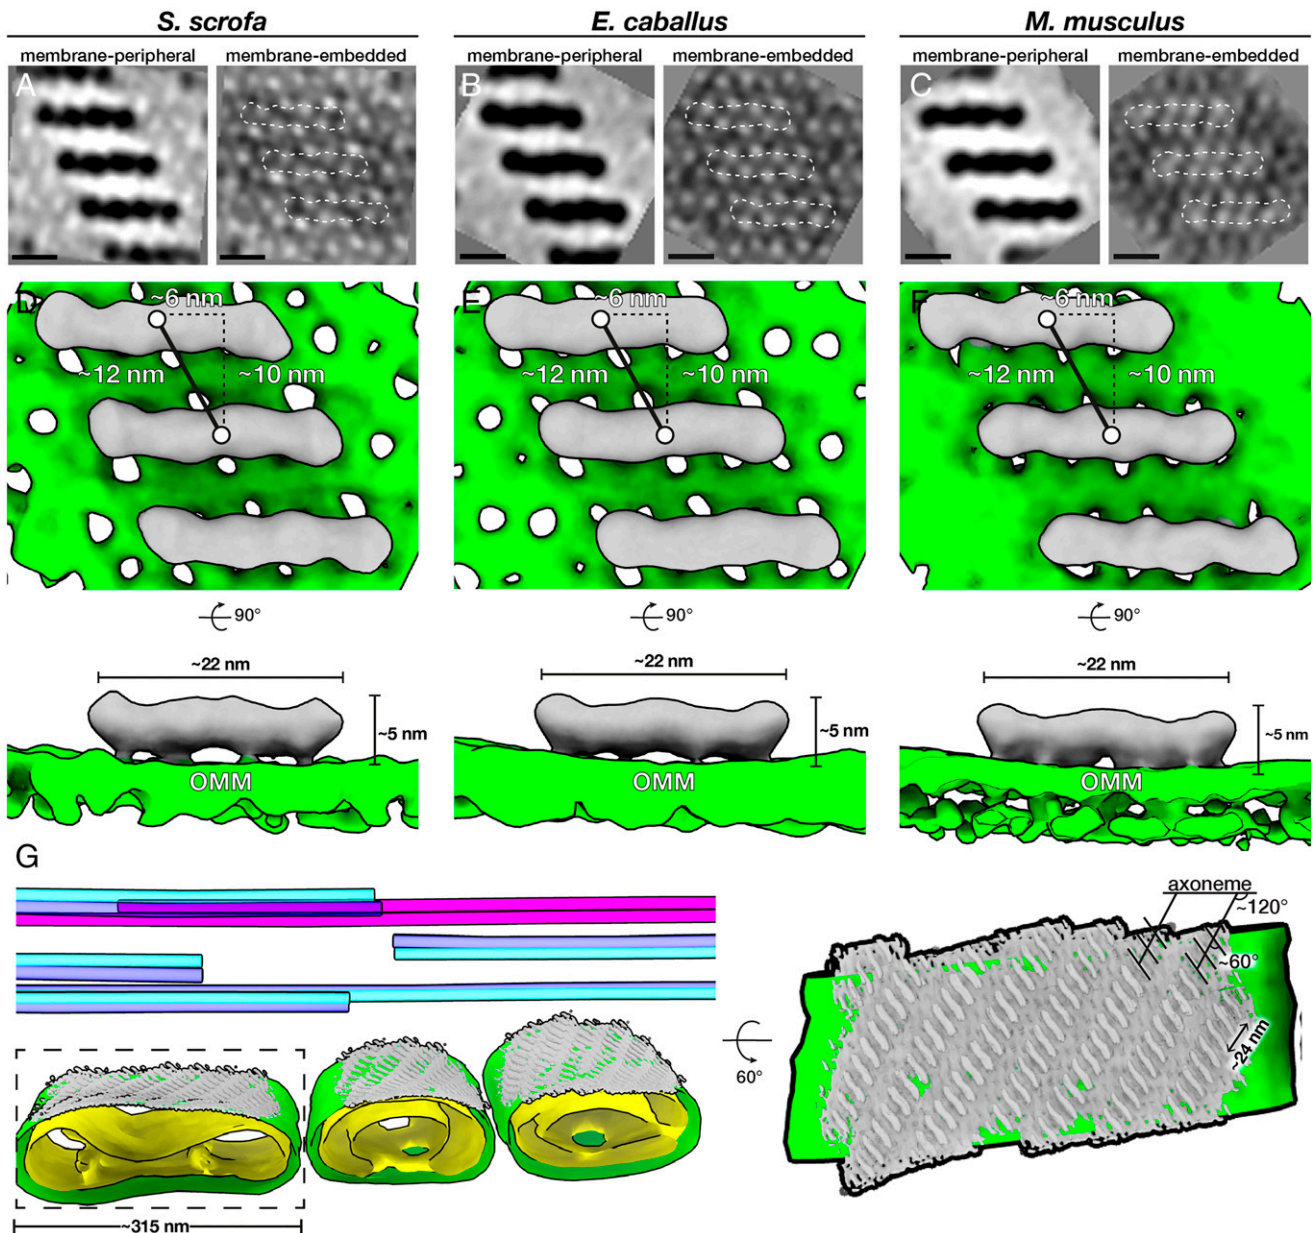 S. scrofa
E. caballus
M. musculus
membrane-peripheral
membrane-embedded
membrane-peripheral
membrane-embedded
membrane-peripheral
membrane-embedded
A
B
C
D
~6 nm
~12 nm
~10 nm
E
~6 nm
~12 nm
~10 nm
F
~6 nm
~12 nm
~10 nm
90°
90°
90°
~22 nm
~5 nm
OMM
~22 nm
~5 nm
OMM
~22 nm
~5 nm
OMM
G
axoneme
~120°
~60°
~24 nm
60°
~315 nm